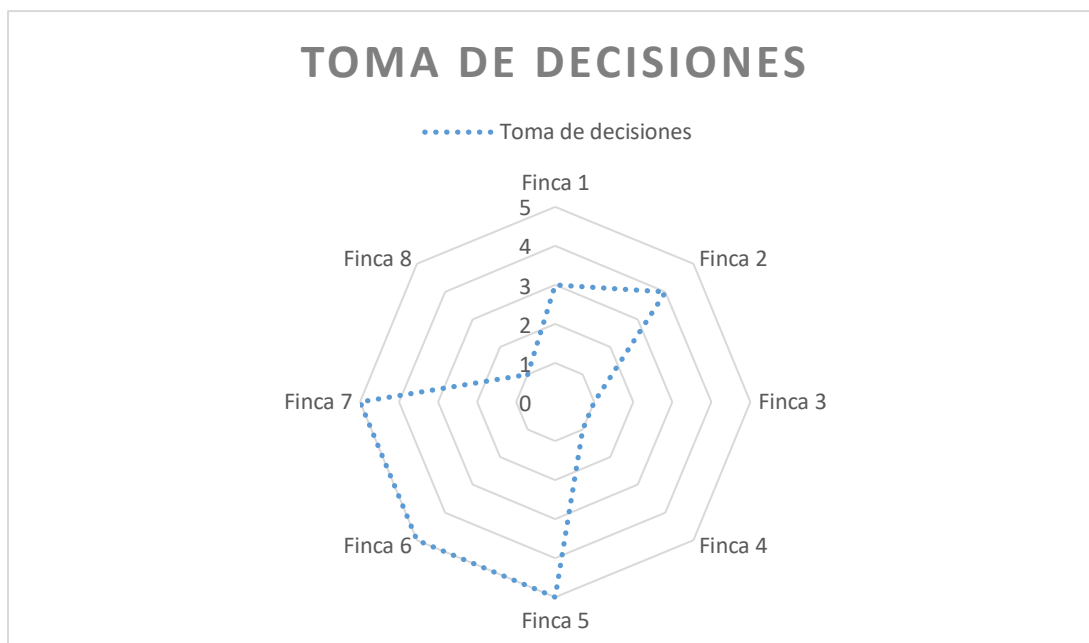 TOMA DE DECISIONES
Toma de decisiones
Finca 1
5
Finca 8
Finca 2
4
3
2
1
Finca 7
0
Finca 3
Finca 6
Finca 4
Finca 5